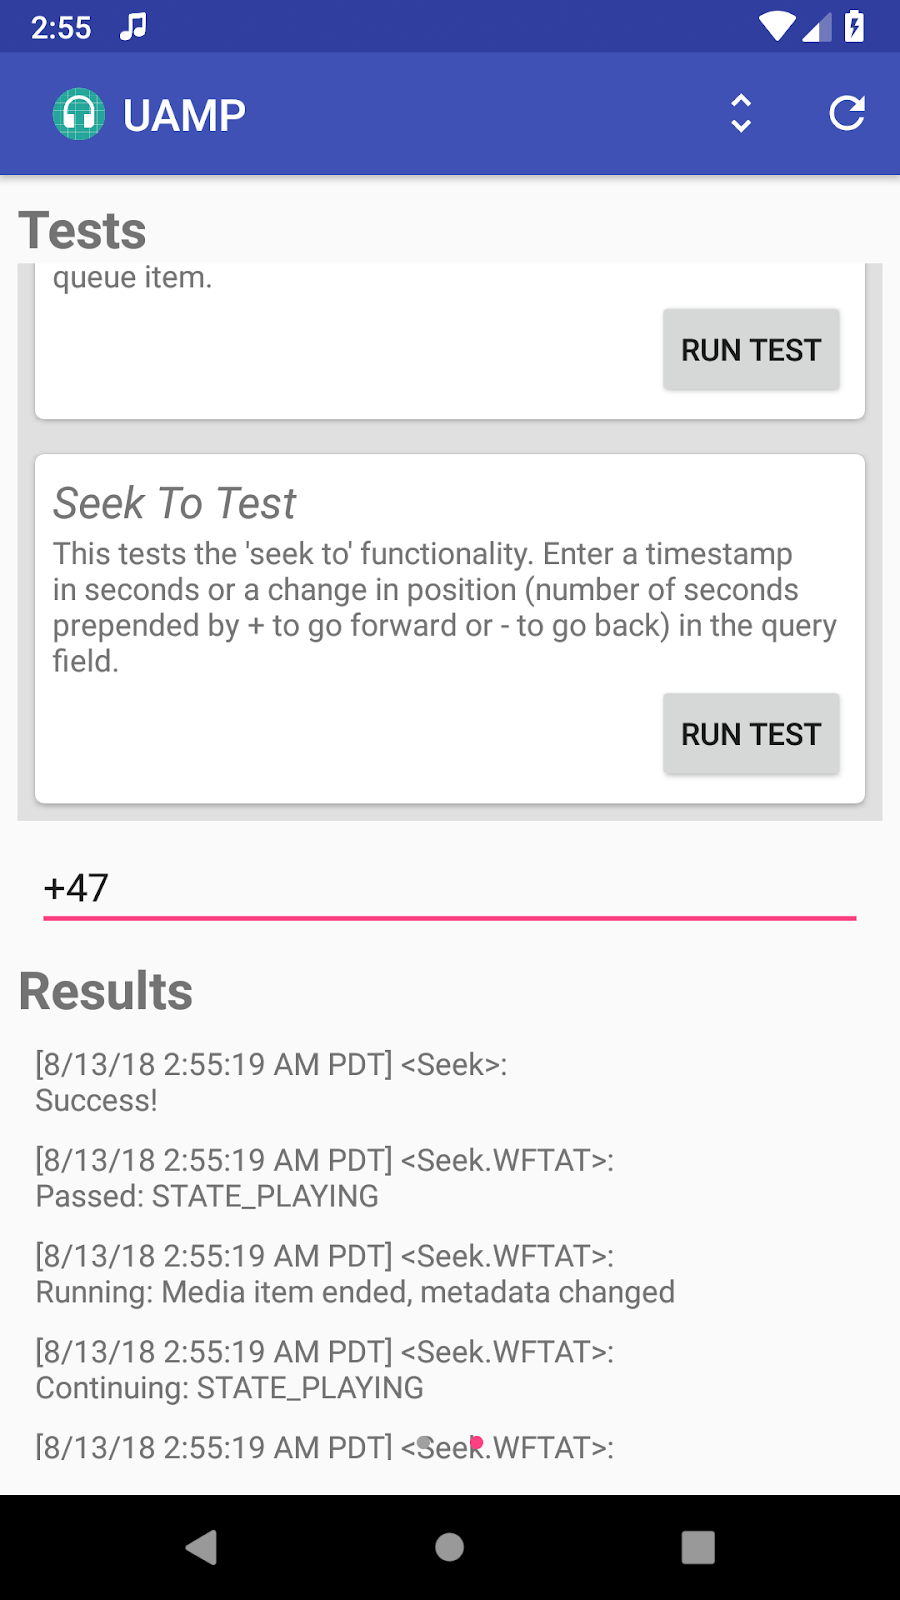 2:55
UAMP
Tests
queue item.
RUN TEST
Seek To Test
This tests the 'seek to' functionality. Enter a timestamp
in seconds or a change in position (number of seconds
prepended by + to go forward or - to go back) in the query
field.
RUN TEST
+47
Results
[8/13/18 2:55:19 AM PDT] <Seek>:
Success!
[8/13/18 2:55:19 AM PDT] <Seek.WFTAT>:
Passed: STATE_PLAYING
[8/13/18 2:55:19 AM PDT] <Seek.WFTAT>:
Running: Media item ended, metadata changed
[8/13/18 2:55:19 AM PDT] <Seek.WFTAT>:
Continuing: STATE_PLAYING
[8/13/18 2:55:19 AM PDT] <Seek.WFTAT>: